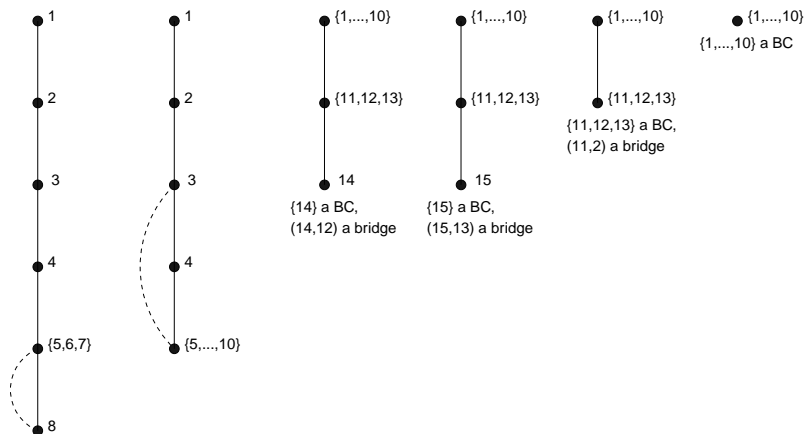 1
2
3
4
{5,6,7}
8
1
2
3
4
{5,...,10}
{1,...,10}
{11,12,13}
14
{14} a BC,
(14,12) a bridge
{1,...,10}
{11,12,13}
15
{15} a BC,
(15,13) a bridge
{1,...,10}
{11,12,13}
{11,12,13} a BC,
(11,2) a bridge
{1,...,10}
{1,...,10} a BC